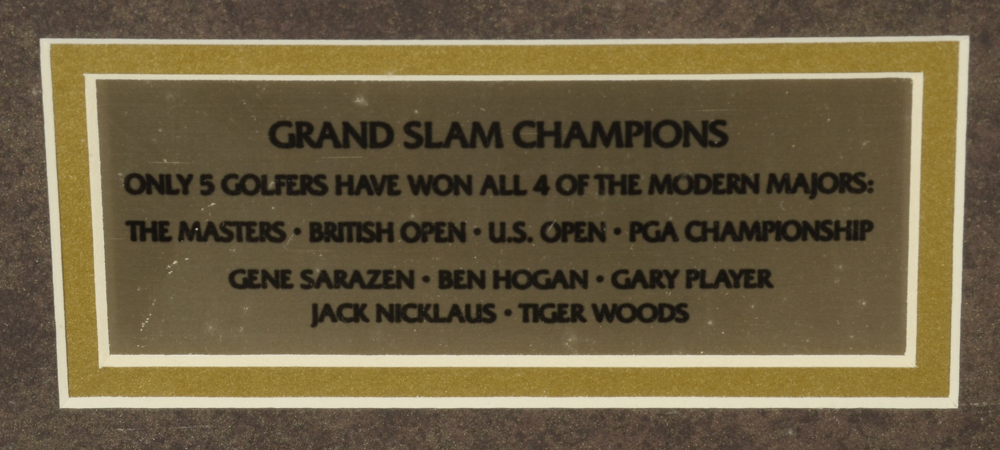 GRAND SLAM CHAMPIONS
ONLY 5 GOLFERS HAVE WON ALL 4 OF THE MODERN MAJORS:
THE MASTERS • BRITISH OPEN • U.S. OPEN • PGA CHAMPIONSHIP
GENE SARAZEN • BEN HOGAN • GARY PLAYER
JACK NICKLAUS • TIGER WOODS